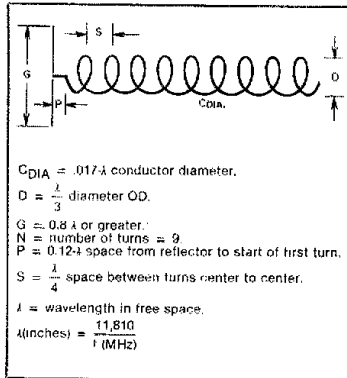 S
G
D
P
CDIA.
CDIA = .017-λ conductor diameter.
D = λ/3 diameter OD.
G = 0.8 λ or greater.
N = number of turns = 9
P = 0.12-λ space from reflector to start of first turn.
S = λ/4 space between turns center to center.
λ = wavelength in free space.
λ(inches) = 11,810/f (MHz)